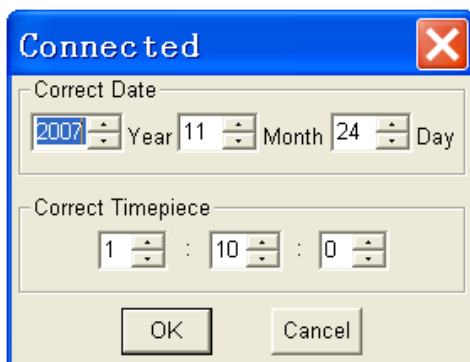 Connected
Correct Date
2007 Year 11 Month 24 Day
Correct Timepiece
1 : 10 : 0
OK Cancel